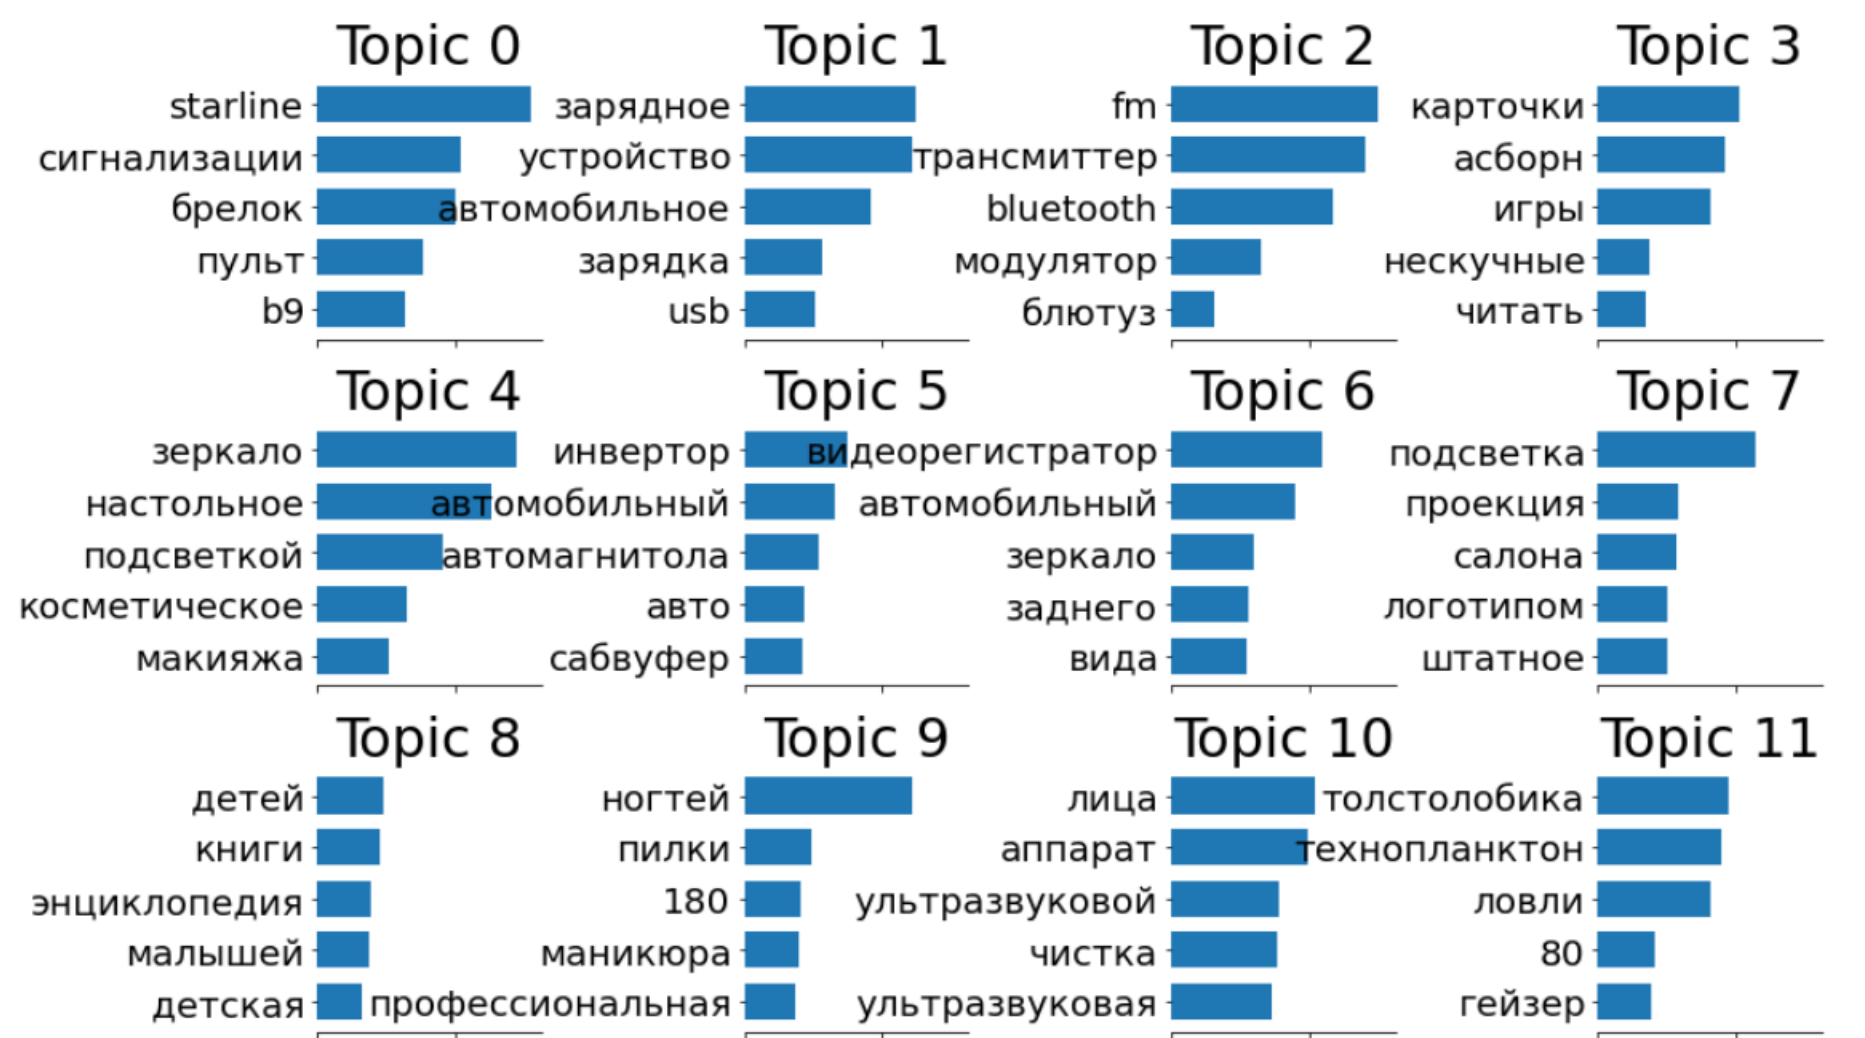 Topic 0
starline
сигнализации
брелок
пульт
b9
Topic 1
зарядное
устройство
автомобильное
зарядка
usb
Topic 2
fm
трансмиттер
bluetooth
модулятор
блютуз
Topic 3
карточки
асборн
игры
нескучные
читать
Topic 4
зеркало
настольное
подсветкой
косметическое
макияжа
Topic 5
инвертор
автомобильный
автомагнитола
авто
сабвуфер
Topic 6
видеорегистратор
автомобильный
зеркало
заднего
вида
Topic 7
подсветка
проекция
салона
логотипом
штатное
Topic 8
детей
книги
энциклопедия
малышей
детская
Topic 9
ногтей
пилки
180
маникюра
профессиональная
Topic 10
лица
аппарат
ультразвуковой
чистка
ультразвуковая
Topic 11
толстолобика
технопланктон
ловли
80
гейзер